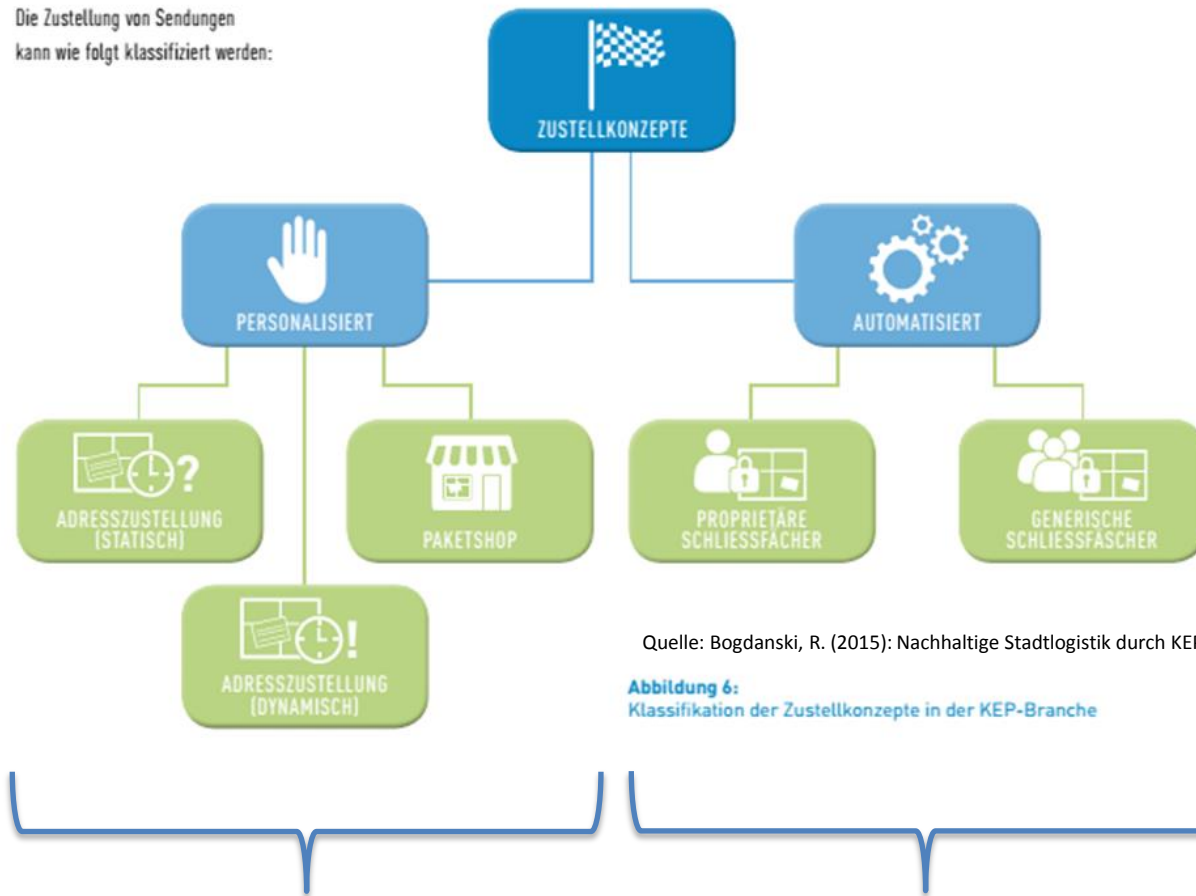 Die Zustellung von Sendungen
kann wie folgt klassifiziert werden:
ZUSTELLKONZEPTE
PERSONALISIERT
AUTOMATISIERT
ADRESSZUSTELLUNG
(STATISCH)
PAKETSHOP
PROPRIETÄRE
SCHLIESSFÄCHER
GENERISCHE
SCHLIESSFÄSCHER
ADRESSZUSTELLUNG
(DYNAMISCH)
Quelle: Bogdanski, R. (2015): Nachhaltige Stadtlogistik durch KEP
Abbildung 6:
Klassifikation der Zustellkonzepte in der KEP-Branche